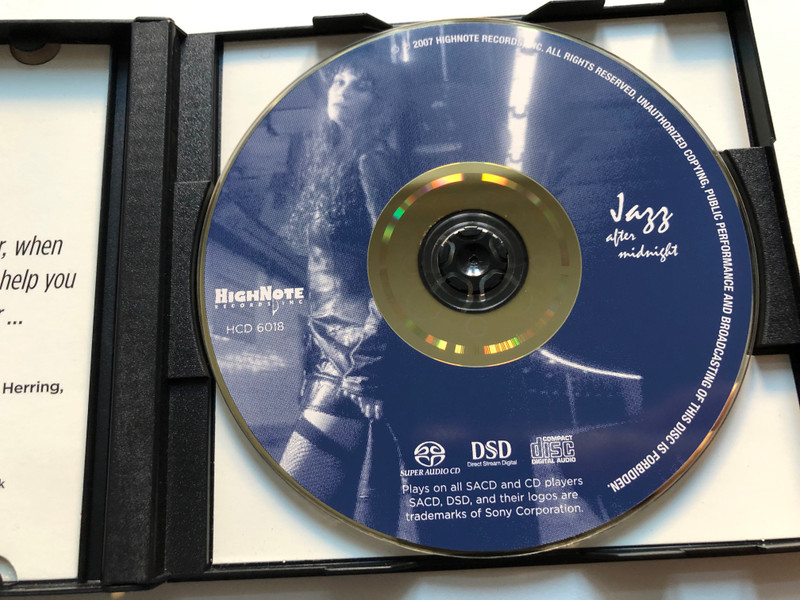 r, when
help you
r ...
Herring,
k
© ℗ 2007 HIGHNOTE RECORDS, INC. ALL RIGHTS RESERVED, UNAUTHORIZED COPYING, PUBLIC PERFORMANCE AND BROADCASTING OF THIS DISC IS FORBIDDEN.
Jazz
after
midnight
HIGHNOTE
RECORDS, INC
HCD 6018
SUPER AUDIO CD
DSD
Direct Stream Digital
COMPACT
disc
DIGITAL AUDIO
Plays on all SACD and CD players
SACD, DSD, and their logos are
trademarks of Sony Corporation.